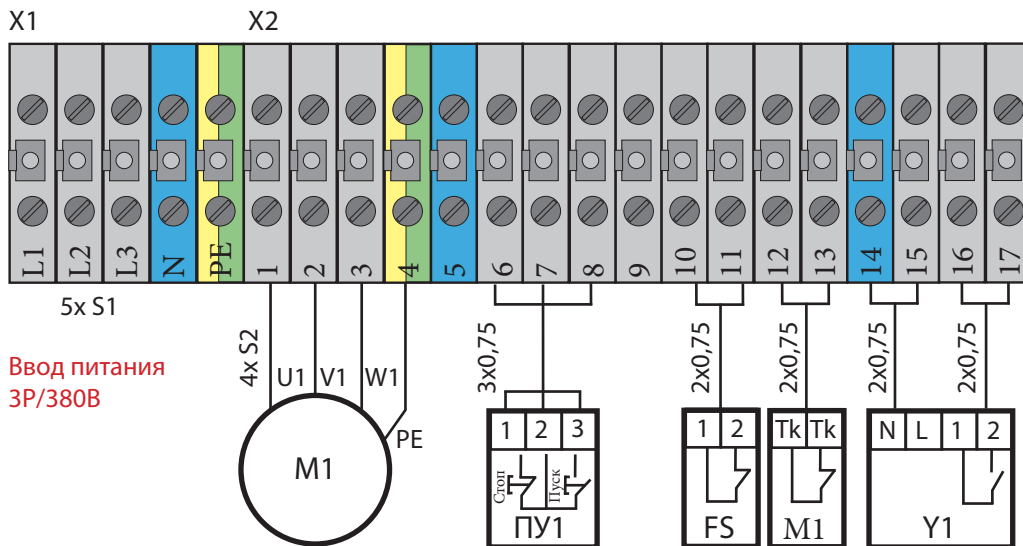 X1 X2
L1 L2 L3 N PE 1 2 3 4 5 6 7 8 9 10 11 12 13 14 15 16 17
5x S1
Ввод питания
3P/380В
4x S2
U1 V1 W1
PE
M1
3x0,75
1 2 3
Стоп Пуск
ПУ1
2x0,75
1 2
FS
2x0,75
Tk Tk
M1
2x0,75 2x0,75
N L 1 2
Y1